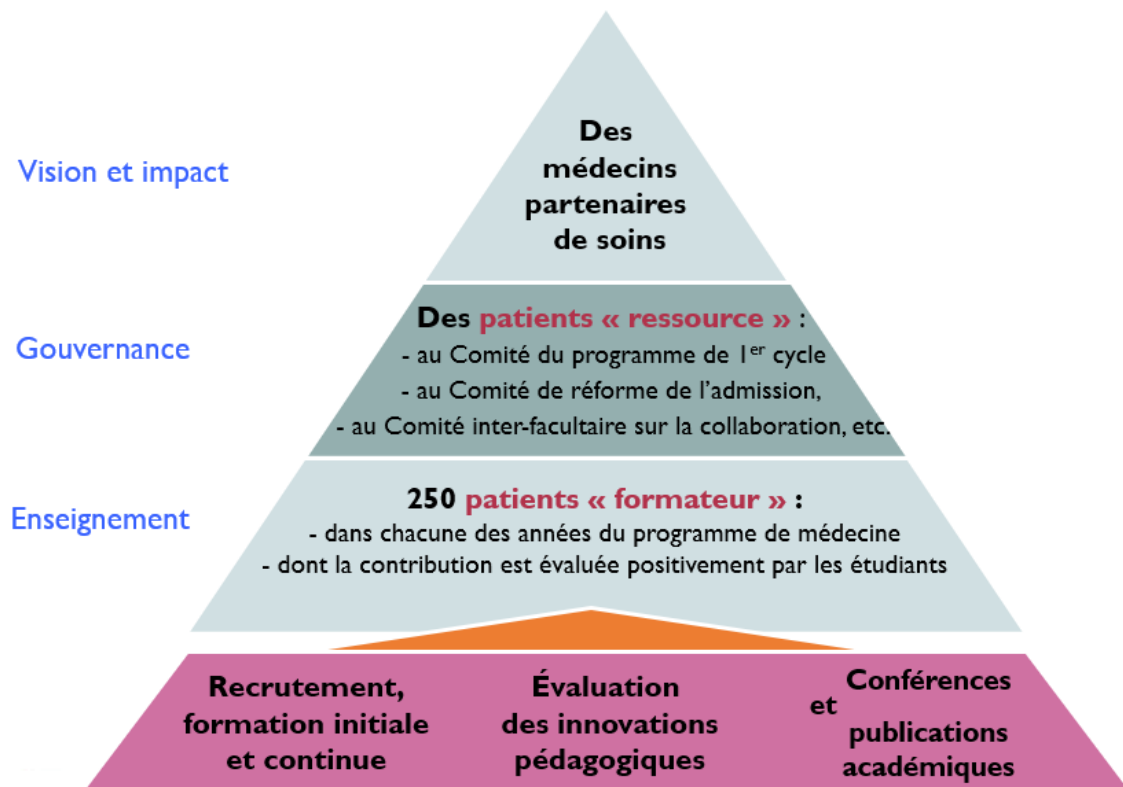 Des
médecins
partenaires
de soins
Vision et impact
Des patients « ressource » :
- au Comité du programme de 1er cycle
- au Comité de réforme de l'admission,
- au Comité inter-facultaire sur la collaboration, etc.
Gouvernance
250 patients « formateur » :
- dans chacune des années du programme de médecine
- dont la contribution est évaluée positivement par les étudiants
Enseignement
Recrutement,
formation initiale
et continue
Évaluation
des innovations
pédagogiques
Conférences
et
publications
académiques